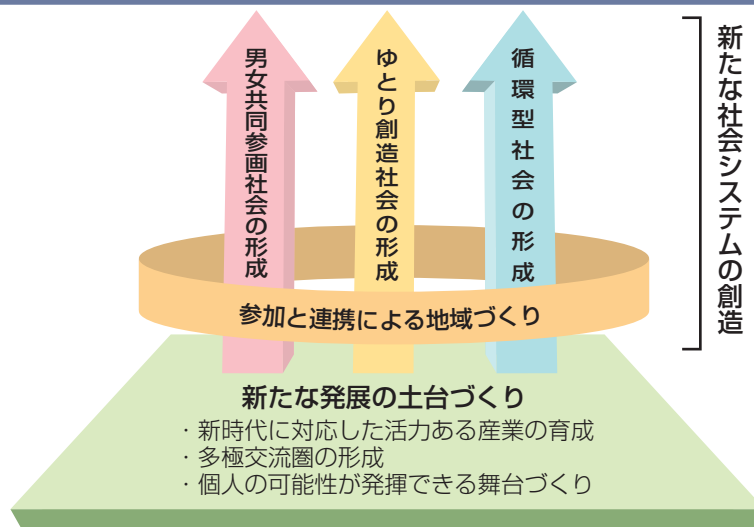 男女共同参画社会の形成
ゆとり創造社会の形成
循環型社会の形成
新たな社会システムの創造
参加と連携による地域づくり
新たな発展の土台づくり
・新時代に対応した活力ある産業の育成
・多極交流圏の形成
・個人の可能性が発揮できる舞台づくり